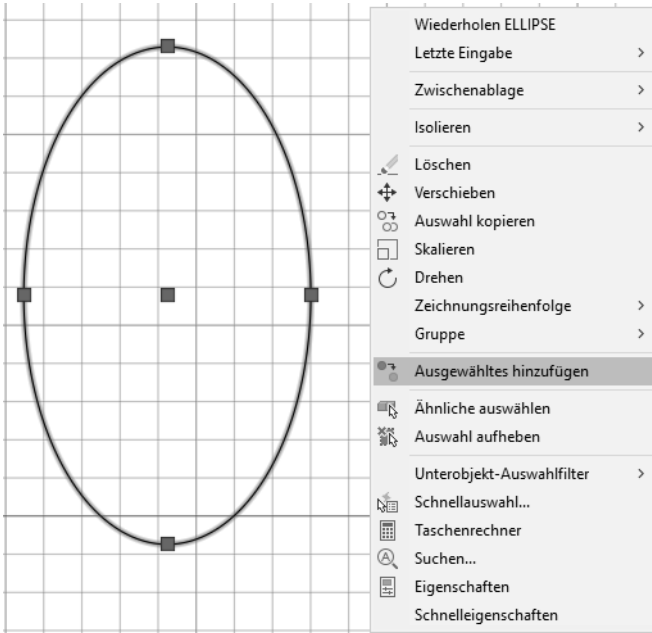 Wiederholen ELLIPSE
Letzte Eingabe
Zwischenablage
Isolieren
Löschen
Verschieben
Auswahl kopieren
Skalieren
Drehen
Zeichnungsreihenfolge
Gruppe
Ausgewähltes hinzufügen
Ähnliche auswählen
Auswahl aufheben
Unterobjekt-Auswahlfilter
Schnellauswahl...
Taschenrechner
Suchen...
Eigenschaften
Schnelleigenschaften